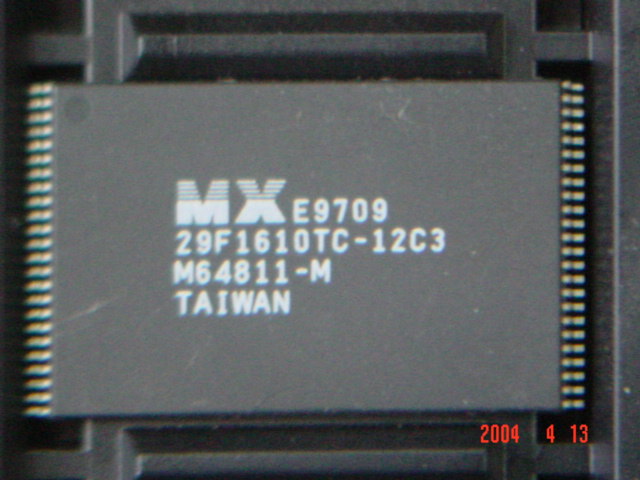 MX E9709
29F1610TC-12C3
M64811-M
TAIWAN
2004 4 13